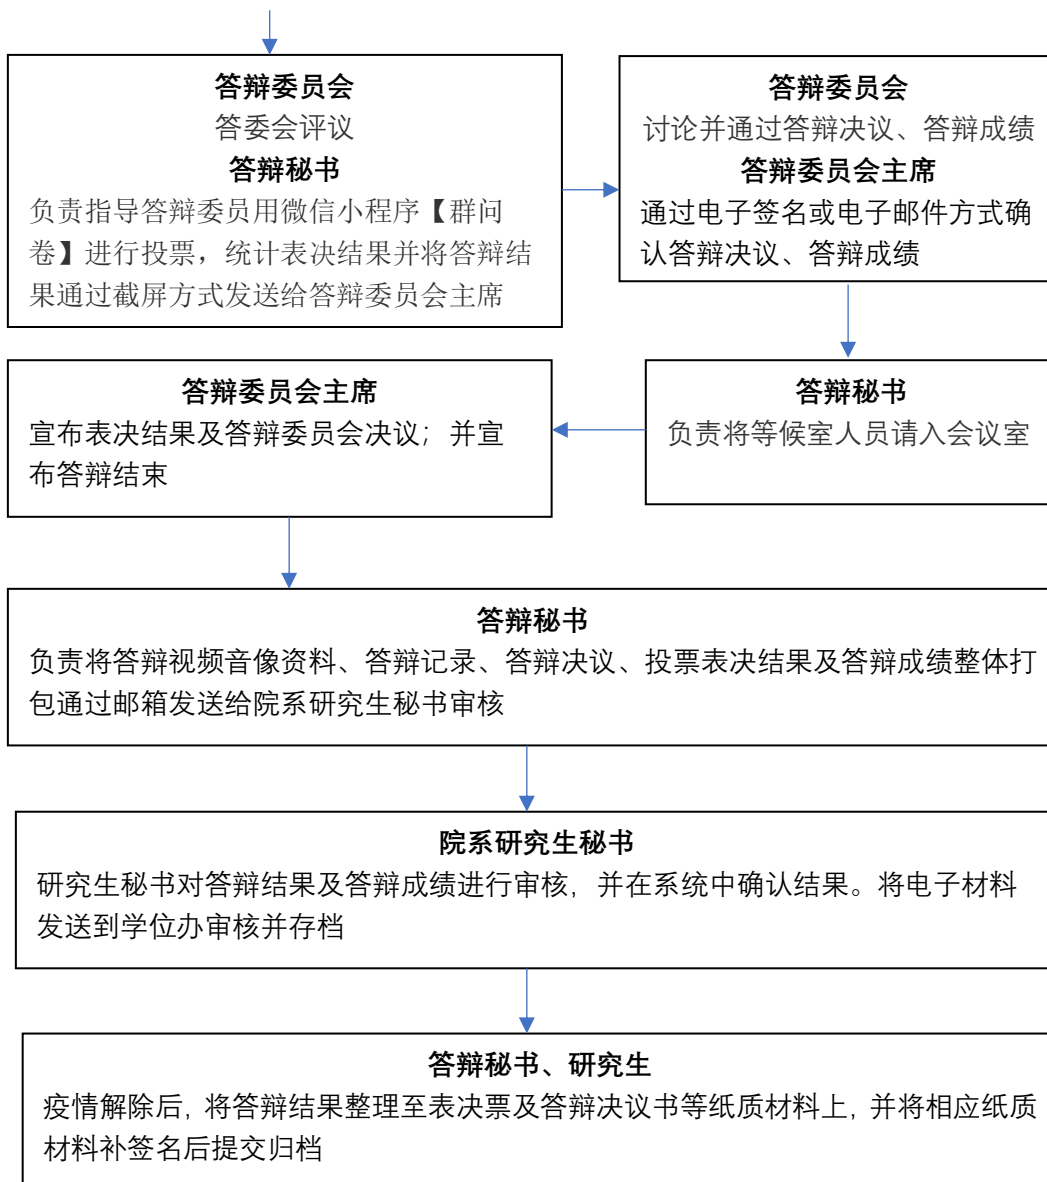 答辩委员会
答委会评议
答辩秘书
负责指导答辩委员用微信小程序【群问
卷】进行投票，统计表决结果并将答辩结
果通过截屏方式发送给答辩委员会主席
答辩委员会
讨论并通过答辩决议、答辩成绩
答辩委员会主席
通过电子签名或电子邮件方式确
认答辩决议、答辩成绩
答辩秘书
负责将等候室人员请入会议室
答辩委员会主席
宣布表决结果及答辩委员会决议；并宣
布答辩结束
答辩秘书
负责将答辩视频音像资料、答辩记录、答辩决议、投票表决结果及答辩成绩整体打
包通过邮箱发送给院系研究生秘书审核
院系研究生秘书
研究生秘书对答辩结果及答辩成绩进行审核，并在系统中确认结果。将电子材料
发送到学位办审核并存档
答辩秘书、研究生
疫情解除后，将答辩结果整理至表决票及答辩决议书等纸质材料上，并将相应纸质
材料补签名后提交归档